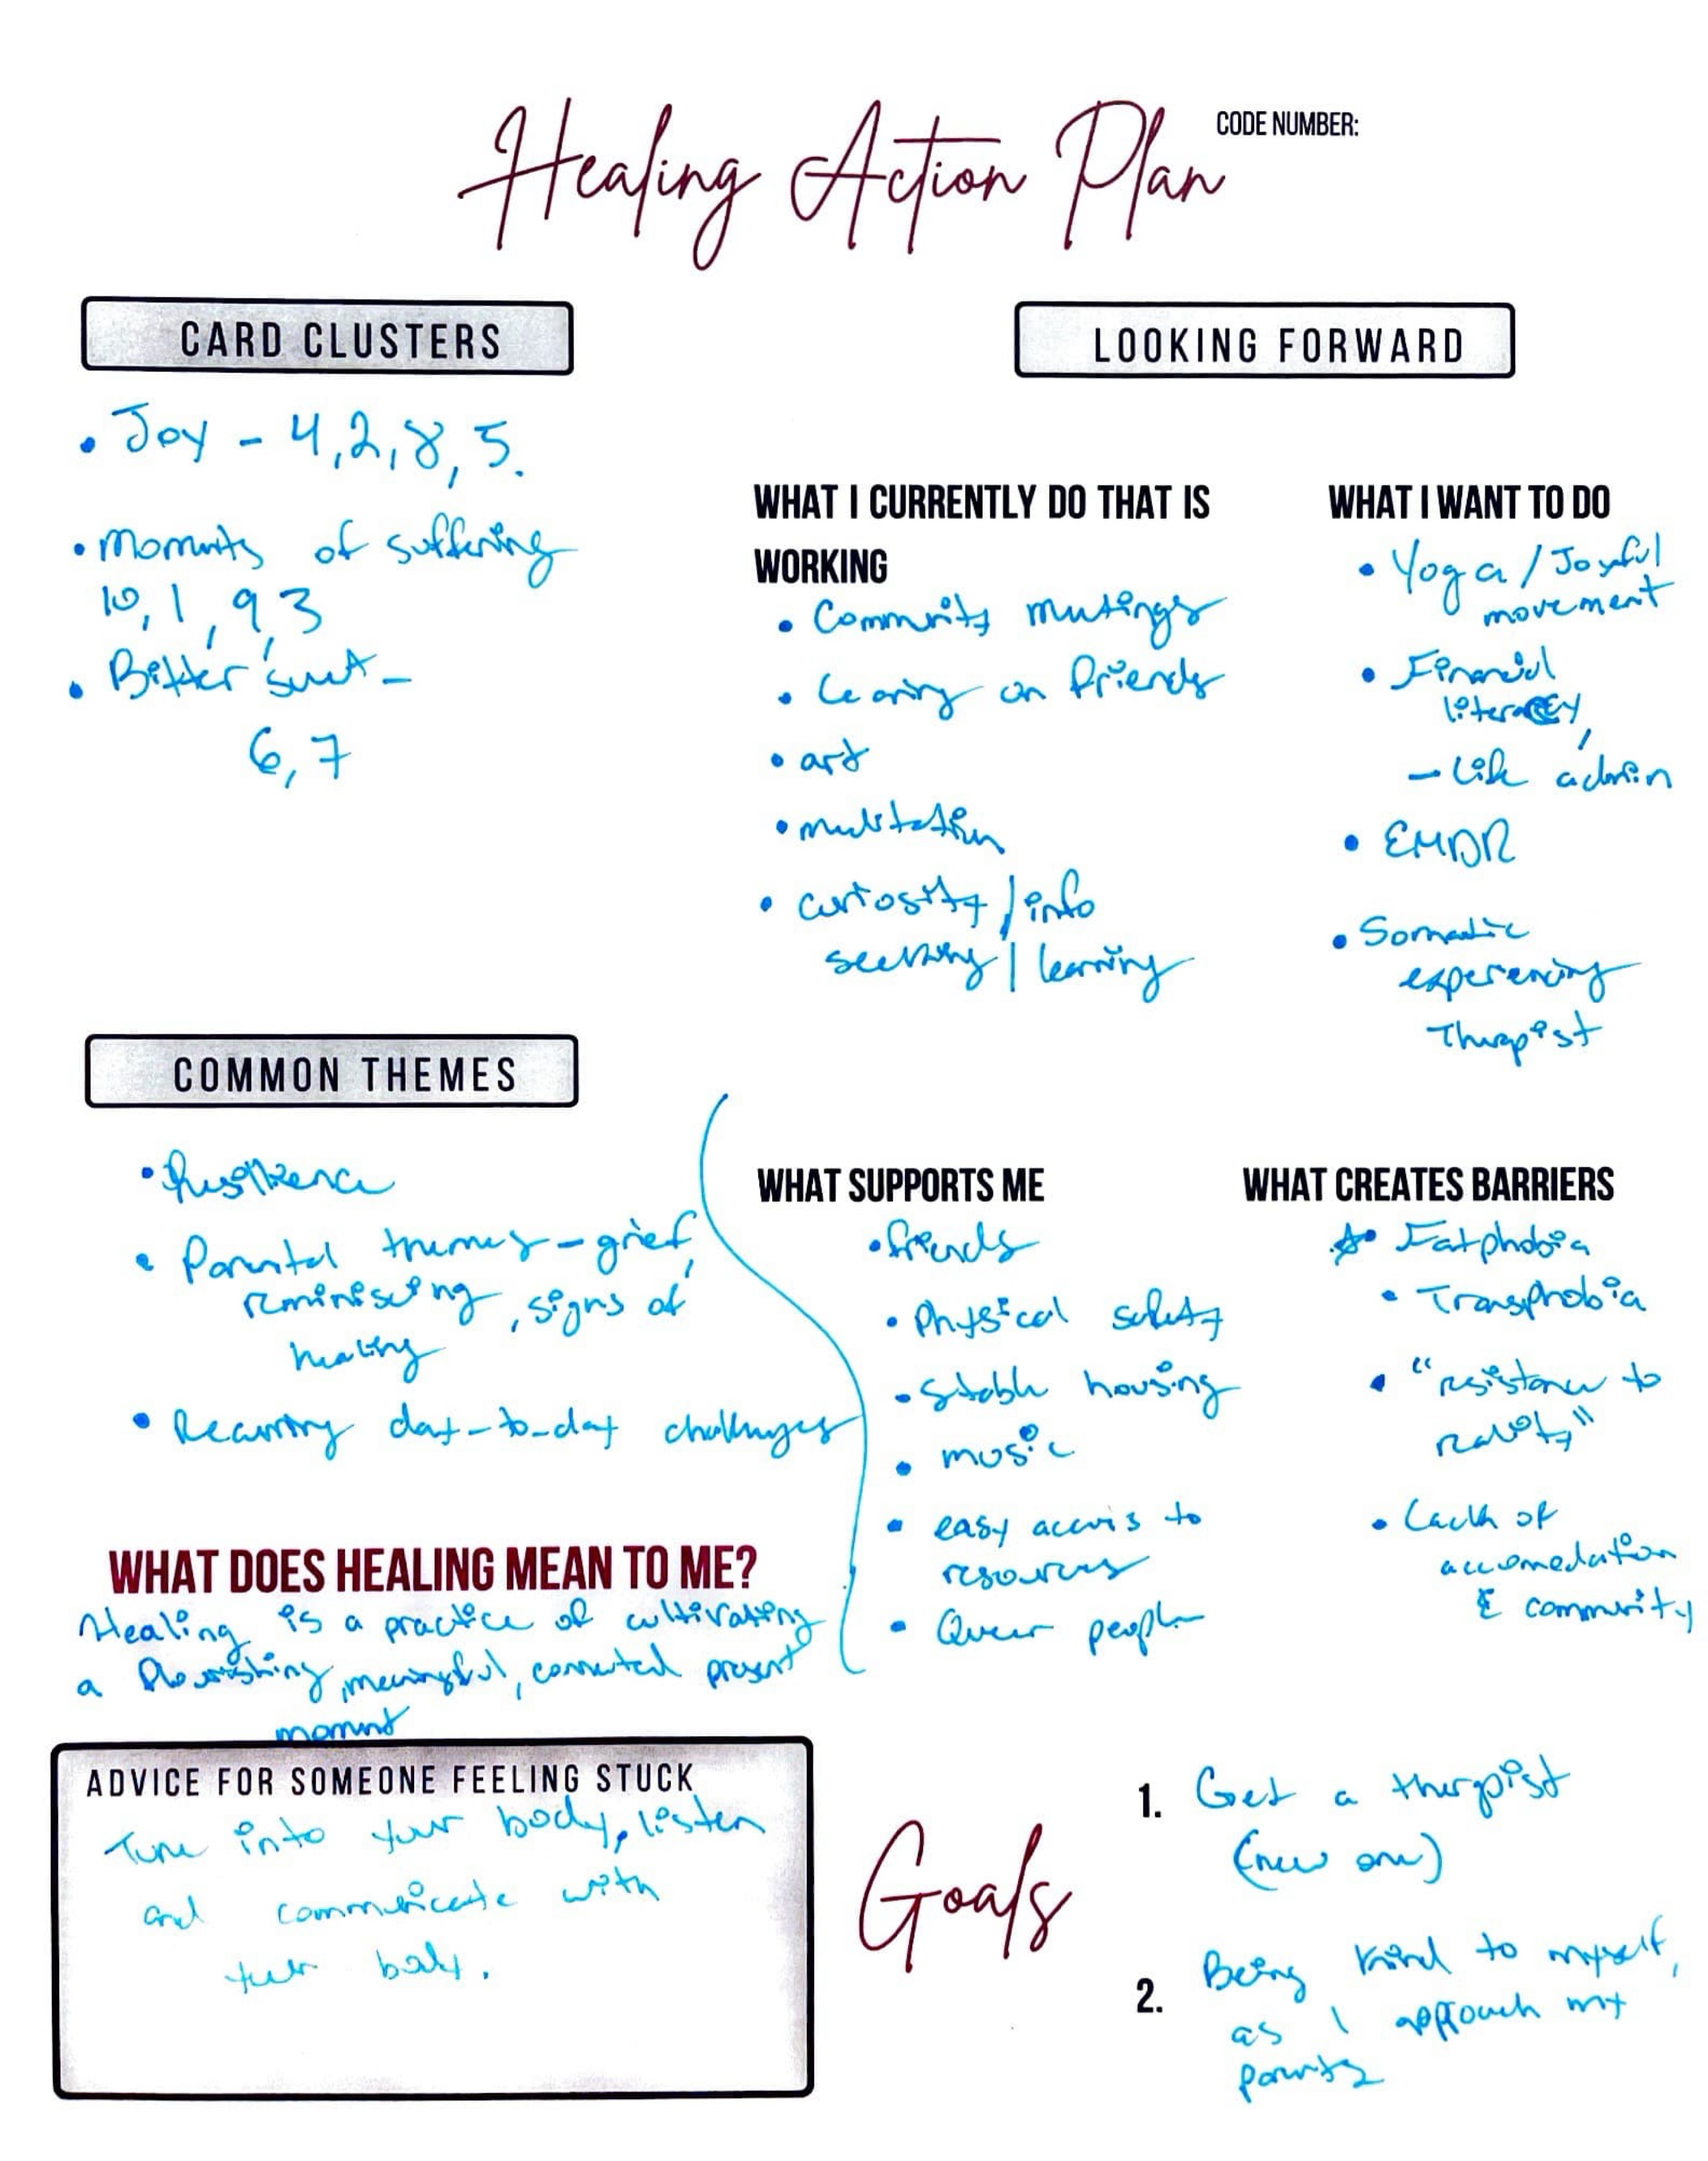 Healing Action Plan
CODE NUMBER:
CARD CLUSTERS
• Joy - 4,2,8,5.
• Moments of suffering
10,1,9,3
• Bitter sweet -
6,7
LOOKING FORWARD
WHAT I CURRENTLY DO THAT IS
WORKING
• Community meetings
• Leaning on friends
• art
• meditation
• curiosity/info
seeking/learning
WHAT I WANT TO DO
• Yoga/Joyful
movement
• Financial
literacy,
- Life admin
• EMDR
• Somatic
experencing
Therapist
COMMON THEMES
• Resilience
• Parental themes - grief,
reminiscing, signs of
healing
• Recurring day-to-day challenges
WHAT DOES HEALING MEAN TO ME?
Healing is a practice of cultivating
a flourishing, meaningful, connected present
moment
WHAT SUPPORTS ME
• friends
• Physical safety
• Stable housing
• music
• easy access to
resources
• Queer people
WHAT CREATES BARRIERS
• Fatphobia
• Transphobia
• "resistance to
reality"
• Lack of
accomedation
& community
ADVICE FOR SOMEONE FEELING STUCK
Tune into your body, listen
and communicate with
your body.
Goals
1. Get a therapist
(new one)
2. Being kind to myself,
as I approach my
parents